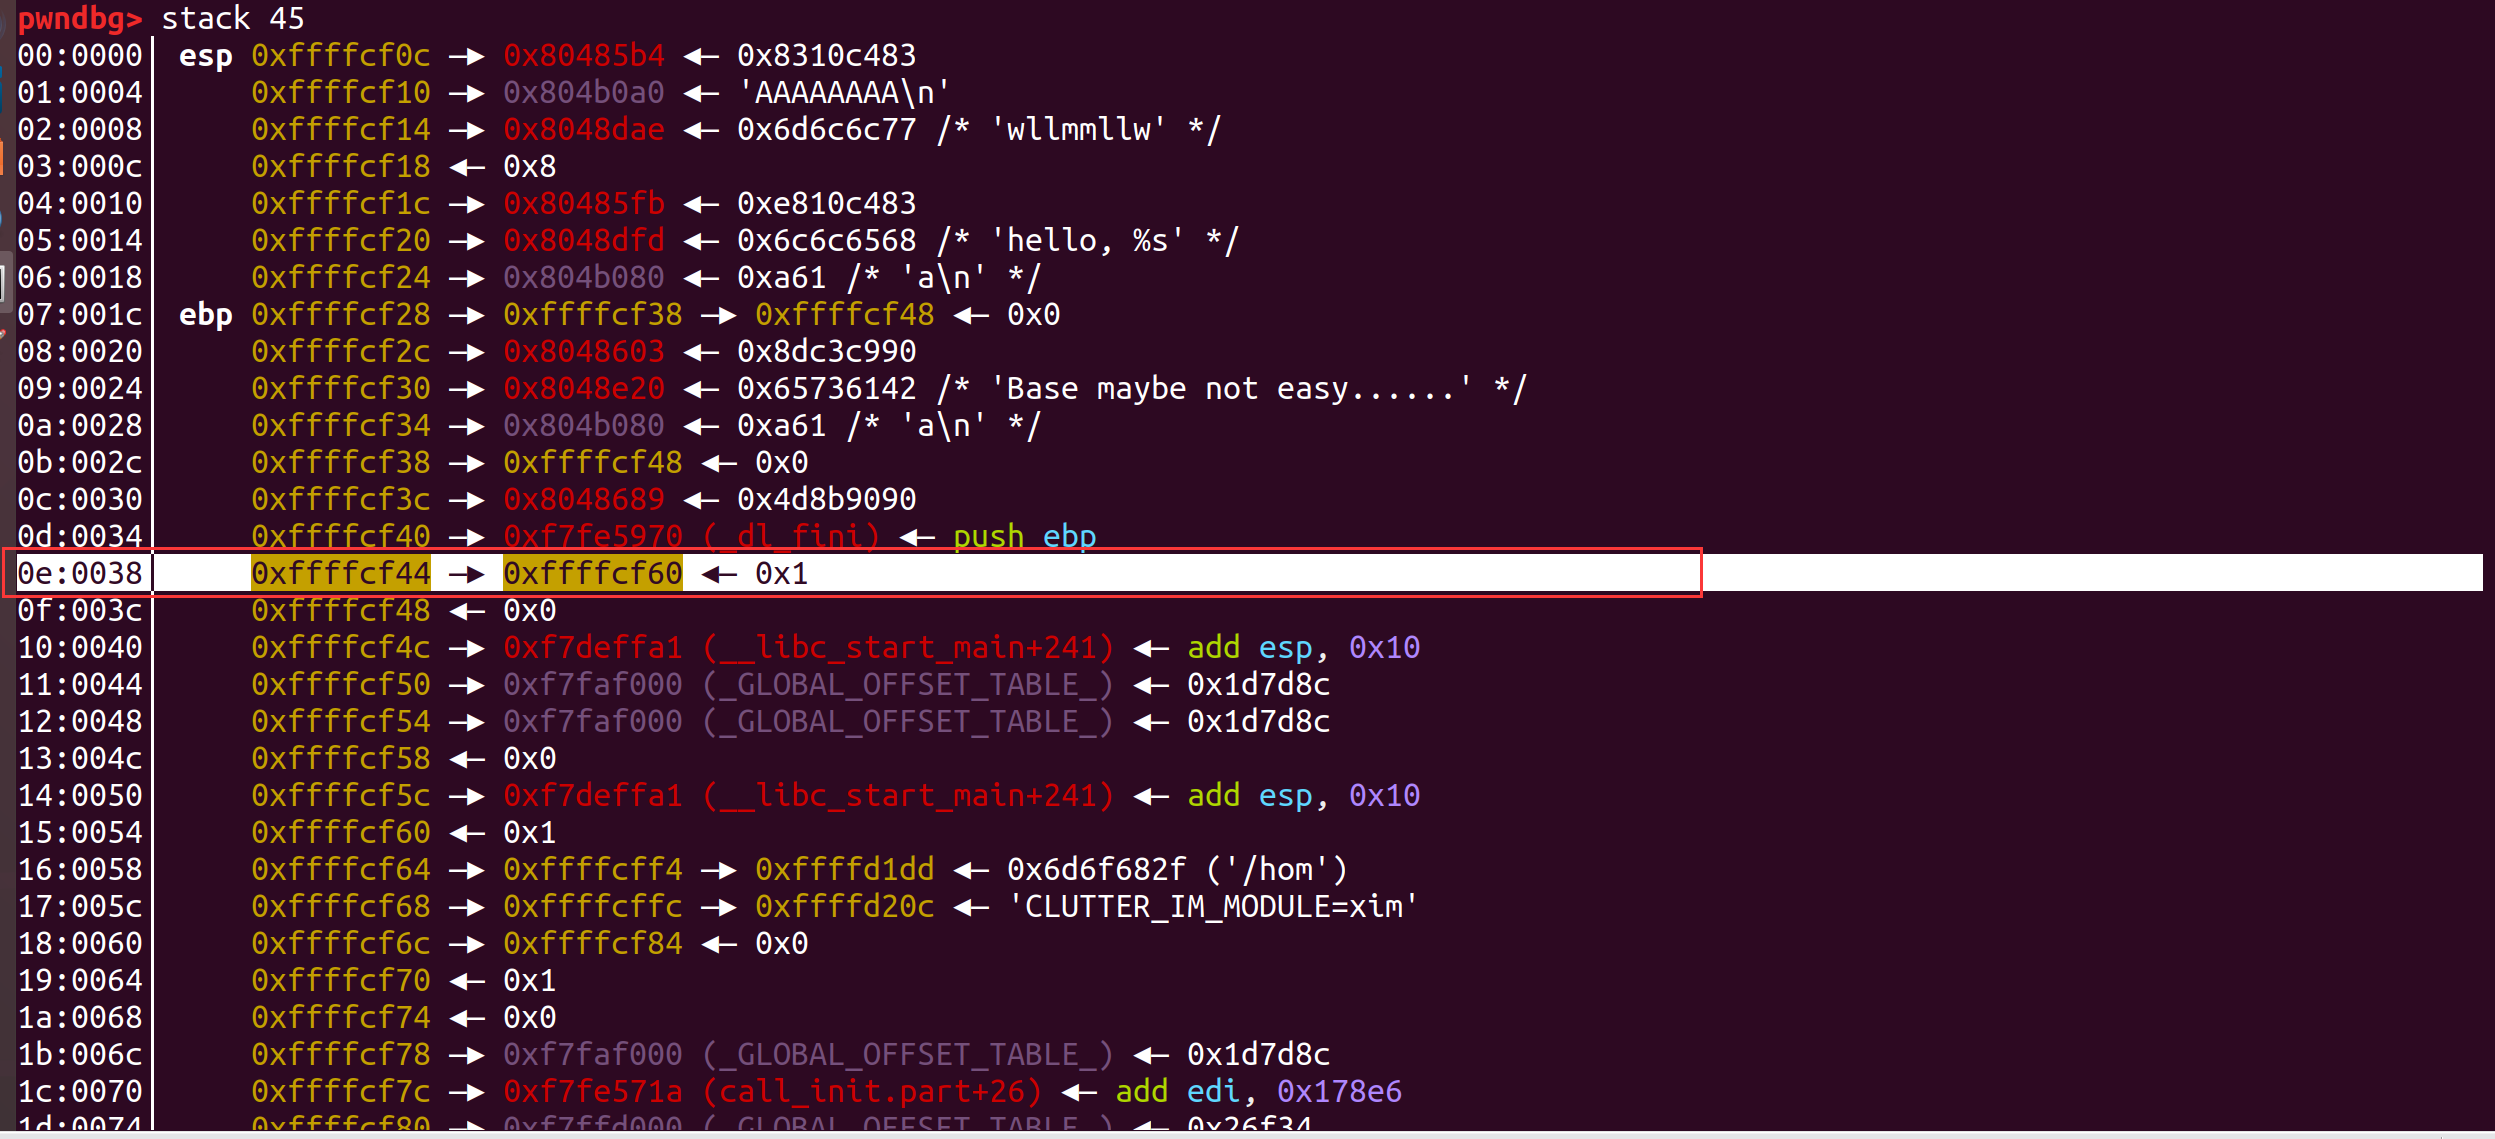 pwndbg> stack 45
00:0000│ esp 0xffffcf0c —▸ 0x80485b4 ◂— 0x8310c483
01:0004│ 0xffffcf10 —▸ 0x804b0a0 ◂— 'AAAAAAAA\n'
02:0008│ 0xffffcf14 —▸ 0x8048dae ◂— 0x6d6c6c77 /* 'wllmmllw' */
03:000c│ 0xffffcf18 ◂— 0x8
04:0010│ 0xffffcf1c —▸ 0x80485fb ◂— 0xe810c483
05:0014│ 0xffffcf20 —▸ 0x8048dfd ◂— 0x6c6c6568 /* 'hello, %s' */
06:0018│ 0xffffcf24 —▸ 0x804b080 ◂— 0xa61 /* 'a\n' */
07:001c│ ebp 0xffffcf28 —▸ 0xffffcf38 —▸ 0xffffcf48 ◂— 0x0
08:0020│ 0xffffcf2c —▸ 0x8048603 ◂— 0x8dc3c990
09:0024│ 0xffffcf30 —▸ 0x8048e20 ◂— 0x65736142 /* 'Base maybe not easy......' */
0a:0028│ 0xffffcf34 —▸ 0x804b080 ◂— 0xa61 /* 'a\n' */
0b:002c│ 0xffffcf38 —▸ 0xffffcf48 ◂— 0x0
0c:0030│ 0xffffcf3c —▸ 0x8048689 ◂— 0x4d8b9090
0d:0034│ 0xffffcf40 —▸ 0xf7fe5970 (_dl_fini) ◂— push ebp
0e:0038│ 0xffffcf44 —▸ 0xffffcf60 ◂— 0x1
0f:003c│ 0xffffcf48 ◂— 0x0
10:0040│ 0xffffcf4c —▸ 0xf7deffa1 (__libc_start_main+241) ◂— add esp, 0x10
11:0044│ 0xffffcf50 —▸ 0xf7faf000 (_GLOBAL_OFFSET_TABLE_) ◂— 0x1d7d8c
12:0048│ 0xffffcf54 —▸ 0xf7faf000 (_GLOBAL_OFFSET_TABLE_) ◂— 0x1d7d8c
13:004c│ 0xffffcf58 ◂— 0x0
14:0050│ 0xffffcf5c —▸ 0xf7deffa1 (__libc_start_main+241) ◂— add esp, 0x10
15:0054│ 0xffffcf60 ◂— 0x1
16:0058│ 0xffffcf64 —▸ 0xffffcff4 —▸ 0xffffd1dd ◂— 0x6d6f682f ('/hom')
17:005c│ 0xffffcf68 —▸ 0xffffcffc —▸ 0xffffd20c ◂— 'CLUTTER_IM_MODULE=xim'
18:0060│ 0xffffcf6c —▸ 0xffffcf84 ◂— 0x0
19:0064│ 0xffffcf70 ◂— 0x1
1a:0068│ 0xffffcf74 ◂— 0x0
1b:006c│ 0xffffcf78 —▸ 0xf7faf000 (_GLOBAL_OFFSET_TABLE_) ◂— 0x1d7d8c
1c:0070│ 0xffffcf7c —▸ 0xf7fe571a (call_init.part+26) ◂— add edi, 0x178e6
1d:0074│ 0xffffcf80 —▸ 0xf7ffd000 (_GLOBAL_OFFSET_TABLE_) ◂— 0x26f34